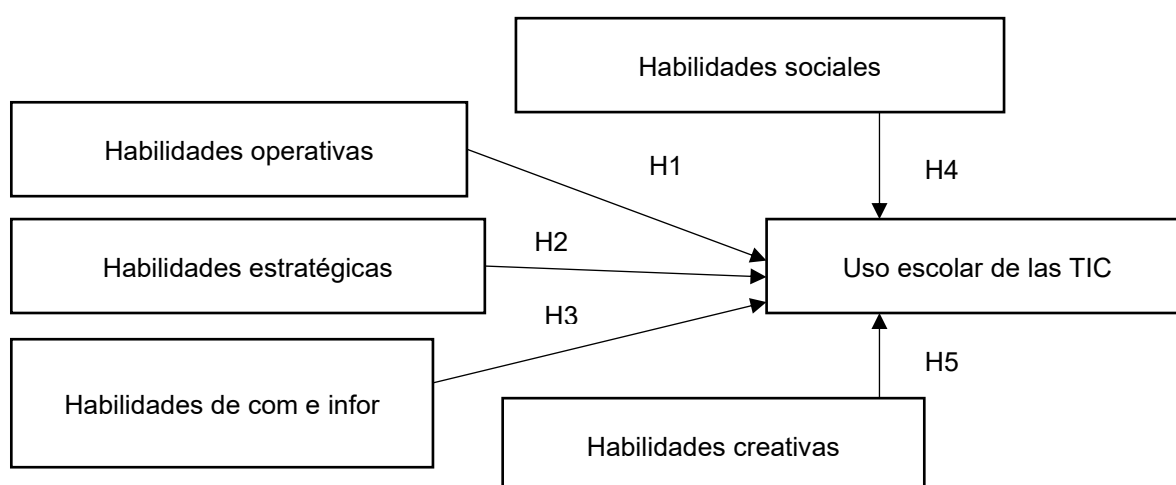 Habilidades sociales
Habilidades operativas
H1
H4
H2
Habilidades estratégicas
Uso escolar de las TIC
H3
H5
Habilidades de com e infor
Habilidades creativas